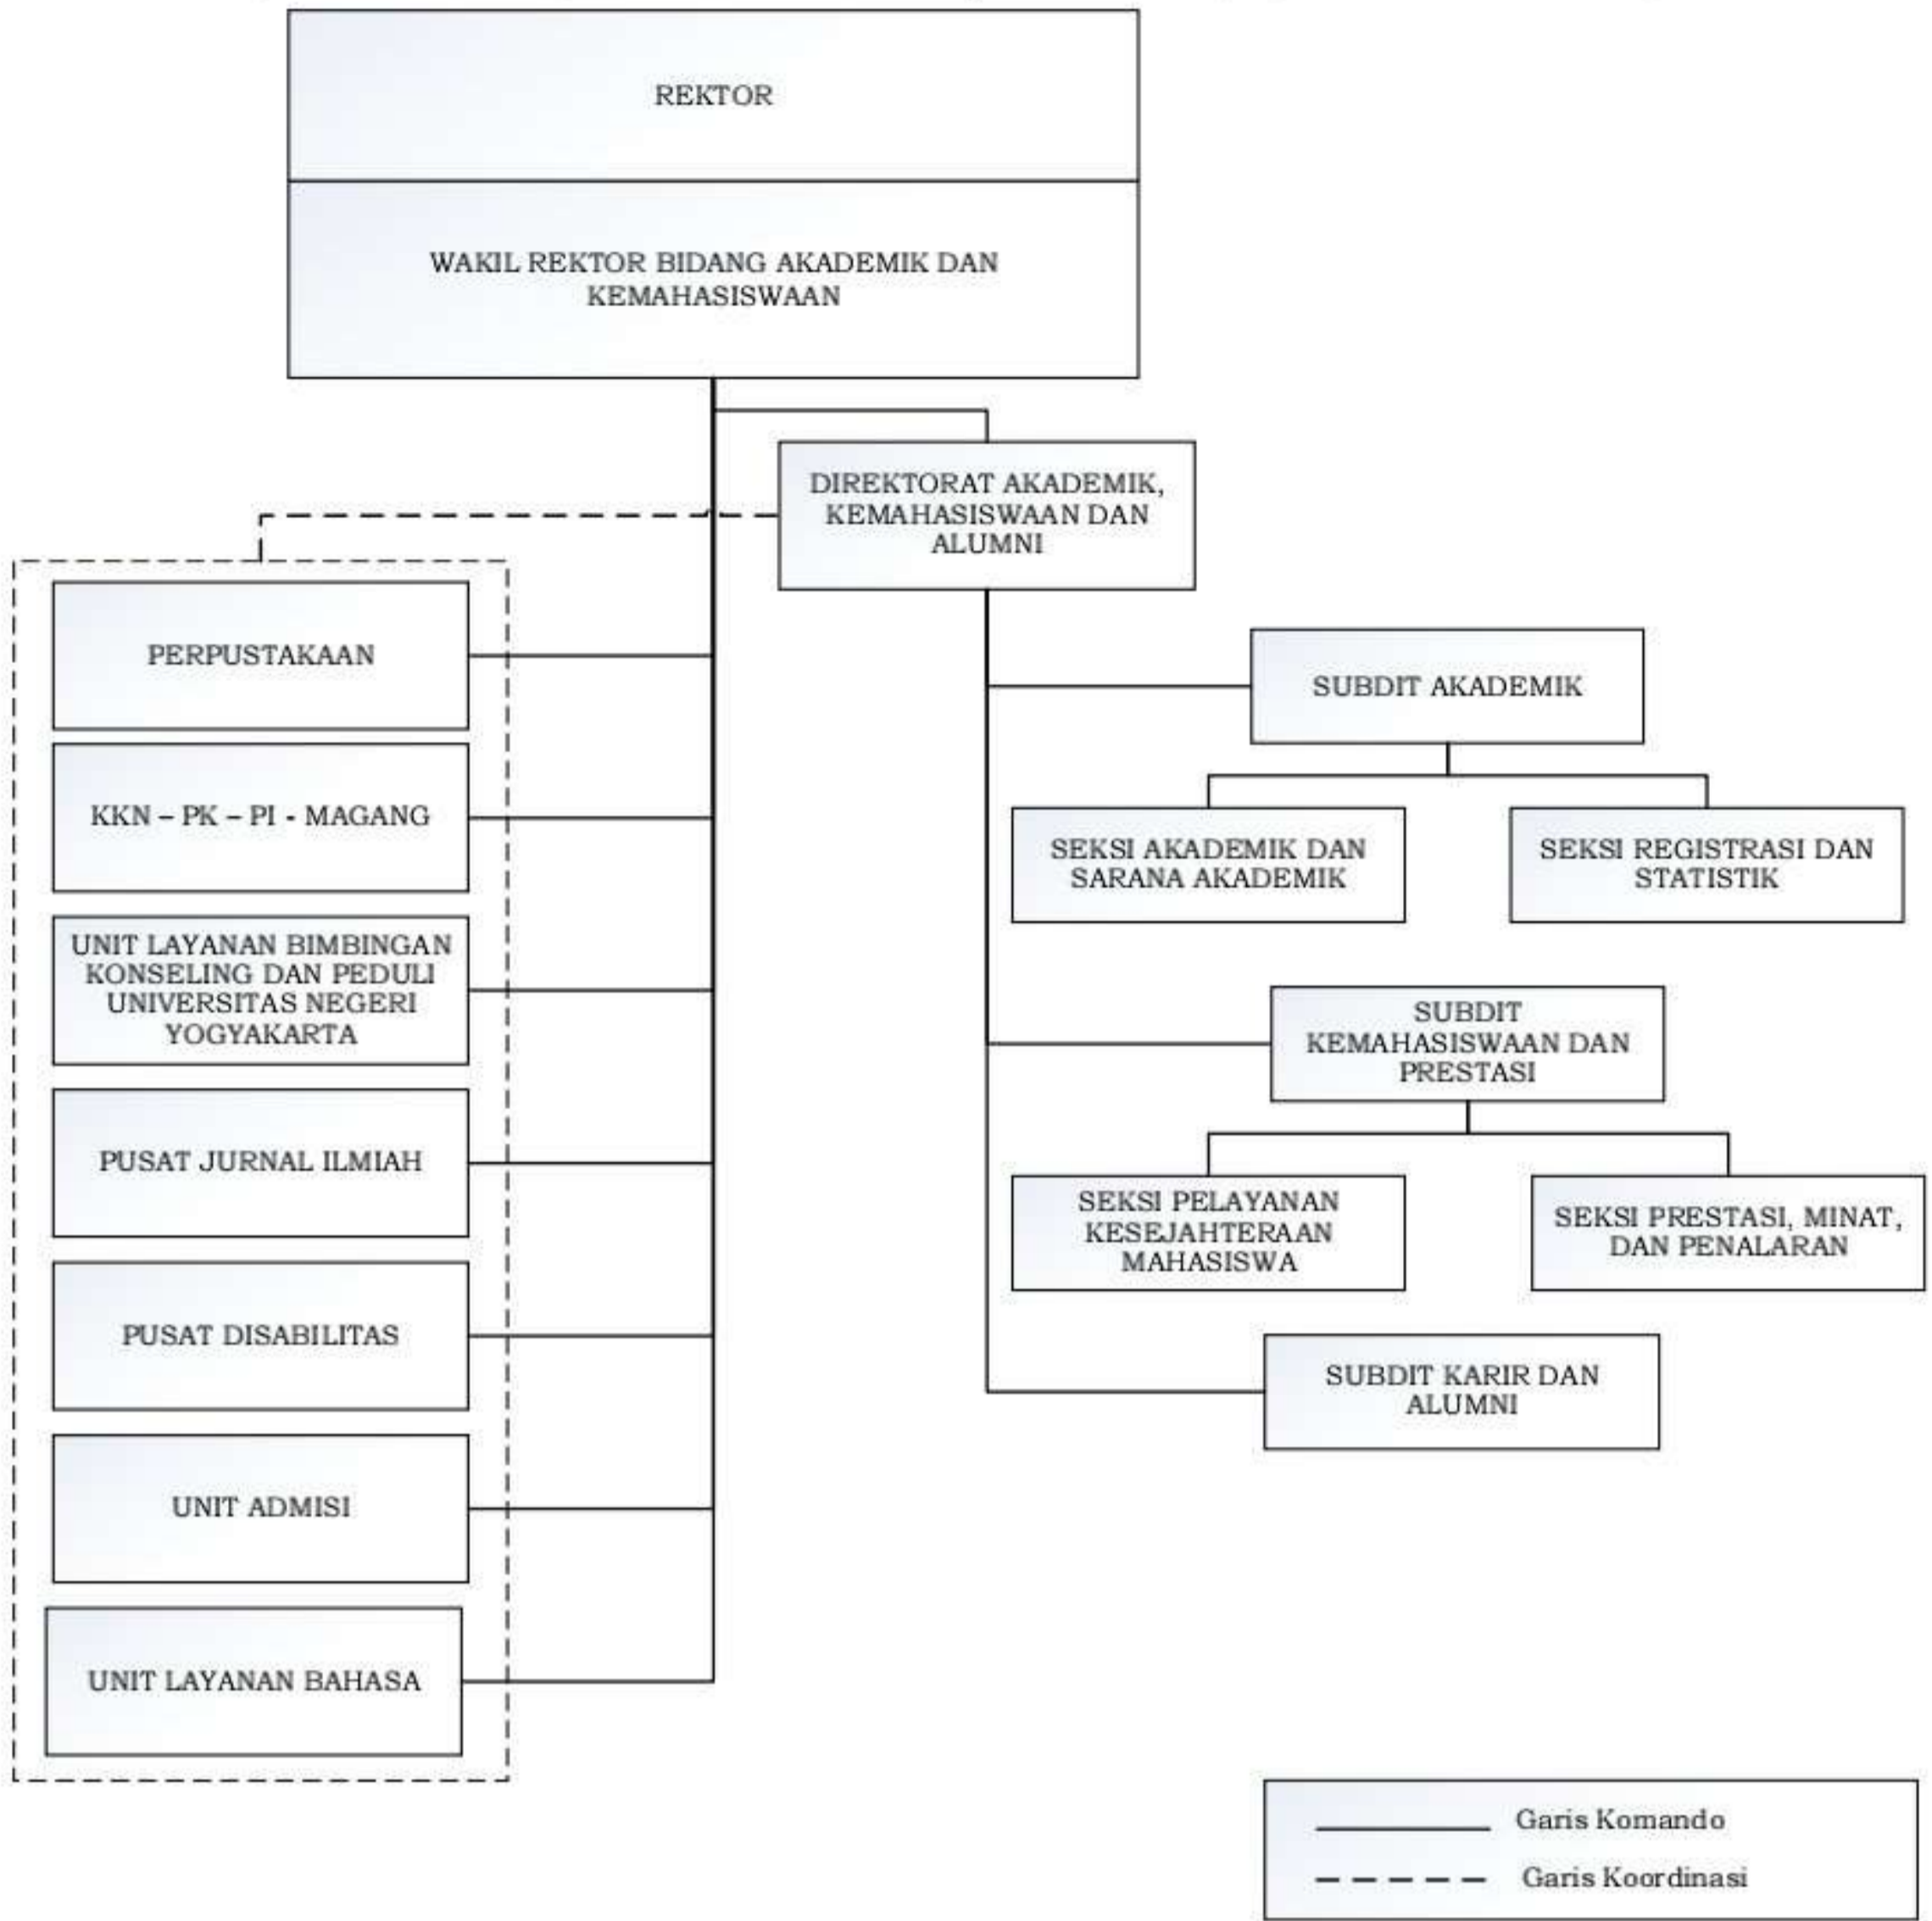 REKTOR
WAKIL REKTOR BIDANG AKADEMIK DAN
KEMAHASISWAAN
DIREKTORAT AKADEMIK,
KEMAHASISWAAN DAN
ALUMNI
PERPUSTAKAAN
KKN – PK – PI - MAGANG
UNIT LAYANAN BIMBINGAN
KONSELING DAN PEDULI
UNIVERSITAS NEGERI
YOGYAKARTA
PUSAT JURNAL ILMIAH
PUSAT DISABILITAS
UNIT ADMISI
UNIT LAYANAN BAHASA
SUBDIT AKADEMIK
SEKSI AKADEMIK DAN
SARANA AKADEMIK
SEKSI REGISTRASI DAN
STATISTIK
SUBDIT
KEMAHASISWAAN DAN
PRESTASI
SEKSI PELAYANAN
KESEJAHTERAAN
MAHASISWA
SEKSI PRESTASI, MINAT,
DAN PENALARAN
SUBDIT KARIR DAN
ALUMNI
Garis Komando
Garis Koordinasi